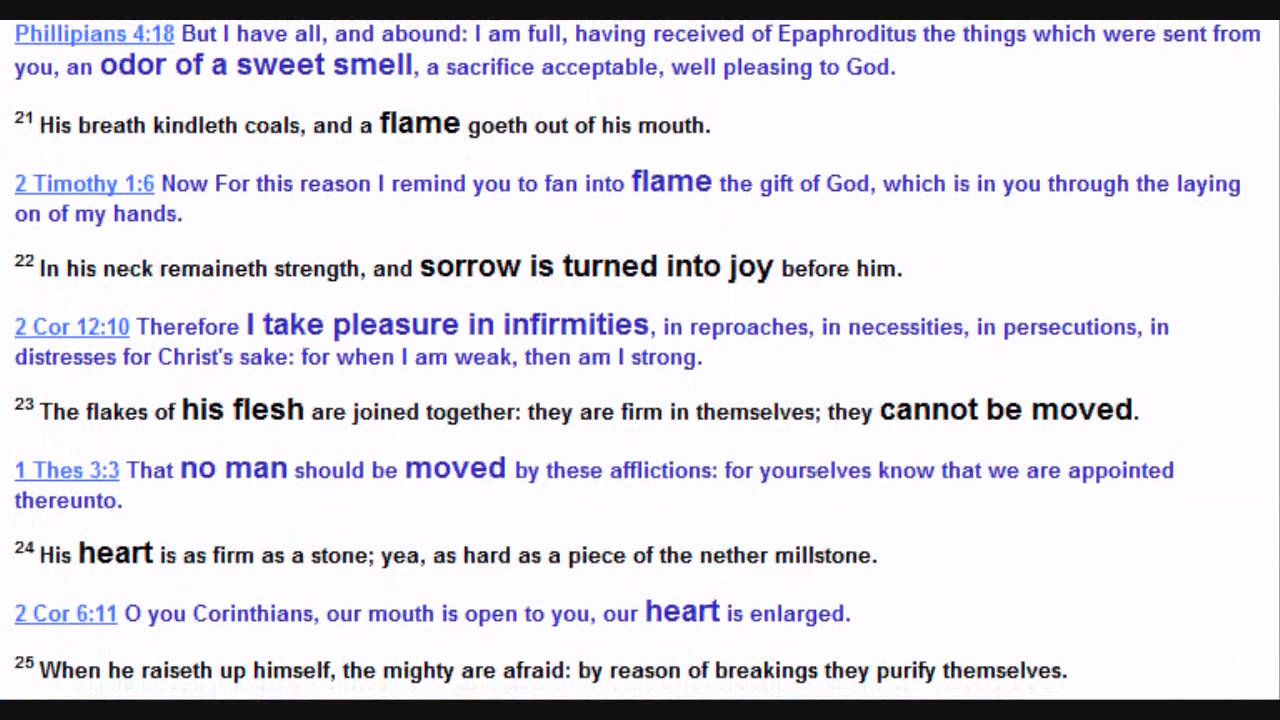 Phillipians 4:18 But I have all, and abound: I am full, having received of Epaphroditus the things which were sent from
you, an odor of a sweet smell, a sacrifice acceptable, well pleasing to God.
21 His breath kindleth coals, and a flame goeth out of his mouth.
2 Timothy 1:6 Now For this reason I remind you to fan into flame the gift of God, which is in you through the laying
on of my hands.
22 In his neck remaineth strength, and sorrow is turned into joy before him.
2 Cor 12:10 Therefore I take pleasure in infirmities, in reproaches, in necessities, in persecutions, in
distresses for Christ's sake: for when I am weak, then am I strong.
23 The flakes of his flesh are joined together: they are firm in themselves; they cannot be moved.
1 Thes 3:3 That no man should be moved by these afflictions: for yourselves know that we are appointed
thereunto.
24 His heart is as firm as a stone; yea, as hard as a piece of the nether millstone.
2 Cor 6:11 O you Corinthians, our mouth is open to you, our heart is enlarged.
25 When he raiseth up himself, the mighty are afraid: by reason of breakings they purify themselves.